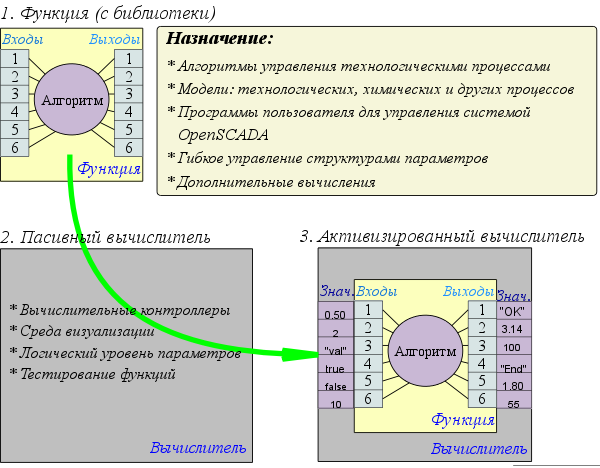 1. Функция (с библиотеки)
Входы Выходы
1 1
2 2
3 3
4 4
5 5
6 6
Алгоритм
Функция
Назначение:
* Алгоритмы управления технологическими процессами
* Модели: технологических, химических и других процессов
* Программы пользователя для управления системой
OpenSCADA
* Гибкое управление структурами параметров
* Дополнительные вычисления
2. Пасивный вычислитель
* Вычислительные контроллеры
* Среда визуализации
* Логический уровень параметров
* Тестирование функций
Вычислитель
3. Активизированный вычислитель
Знач. Входы Выходы Знач.
0.50 1 1 "OK"
2 2 2 3.14
"val" 3 3 100
true 4 4 "End"
false 5 5 1.80
10 6 6 55
Алгоритм
Функция
Вычислитель